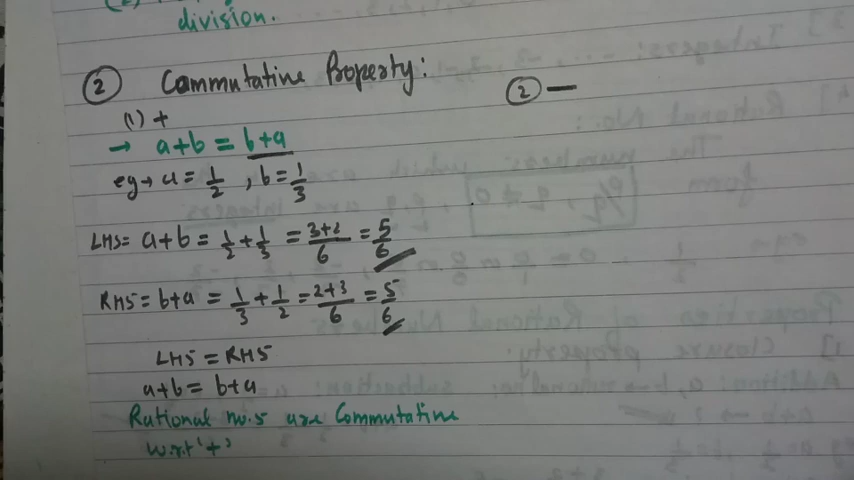 division.
② Commutative Property:
② —
(1) +
→ a+b = b+a
eg → a = 1/2 , b = 1/3
LHS = a+b = 1/2 + 1/3 = 3+2/6 = 5/6
RHS = b+a = 1/3 + 1/2 = 2+3/6 = 5/6
LHS = RHS
a+b = b+a
Rational no.s are Commutative
w.r.t '+'